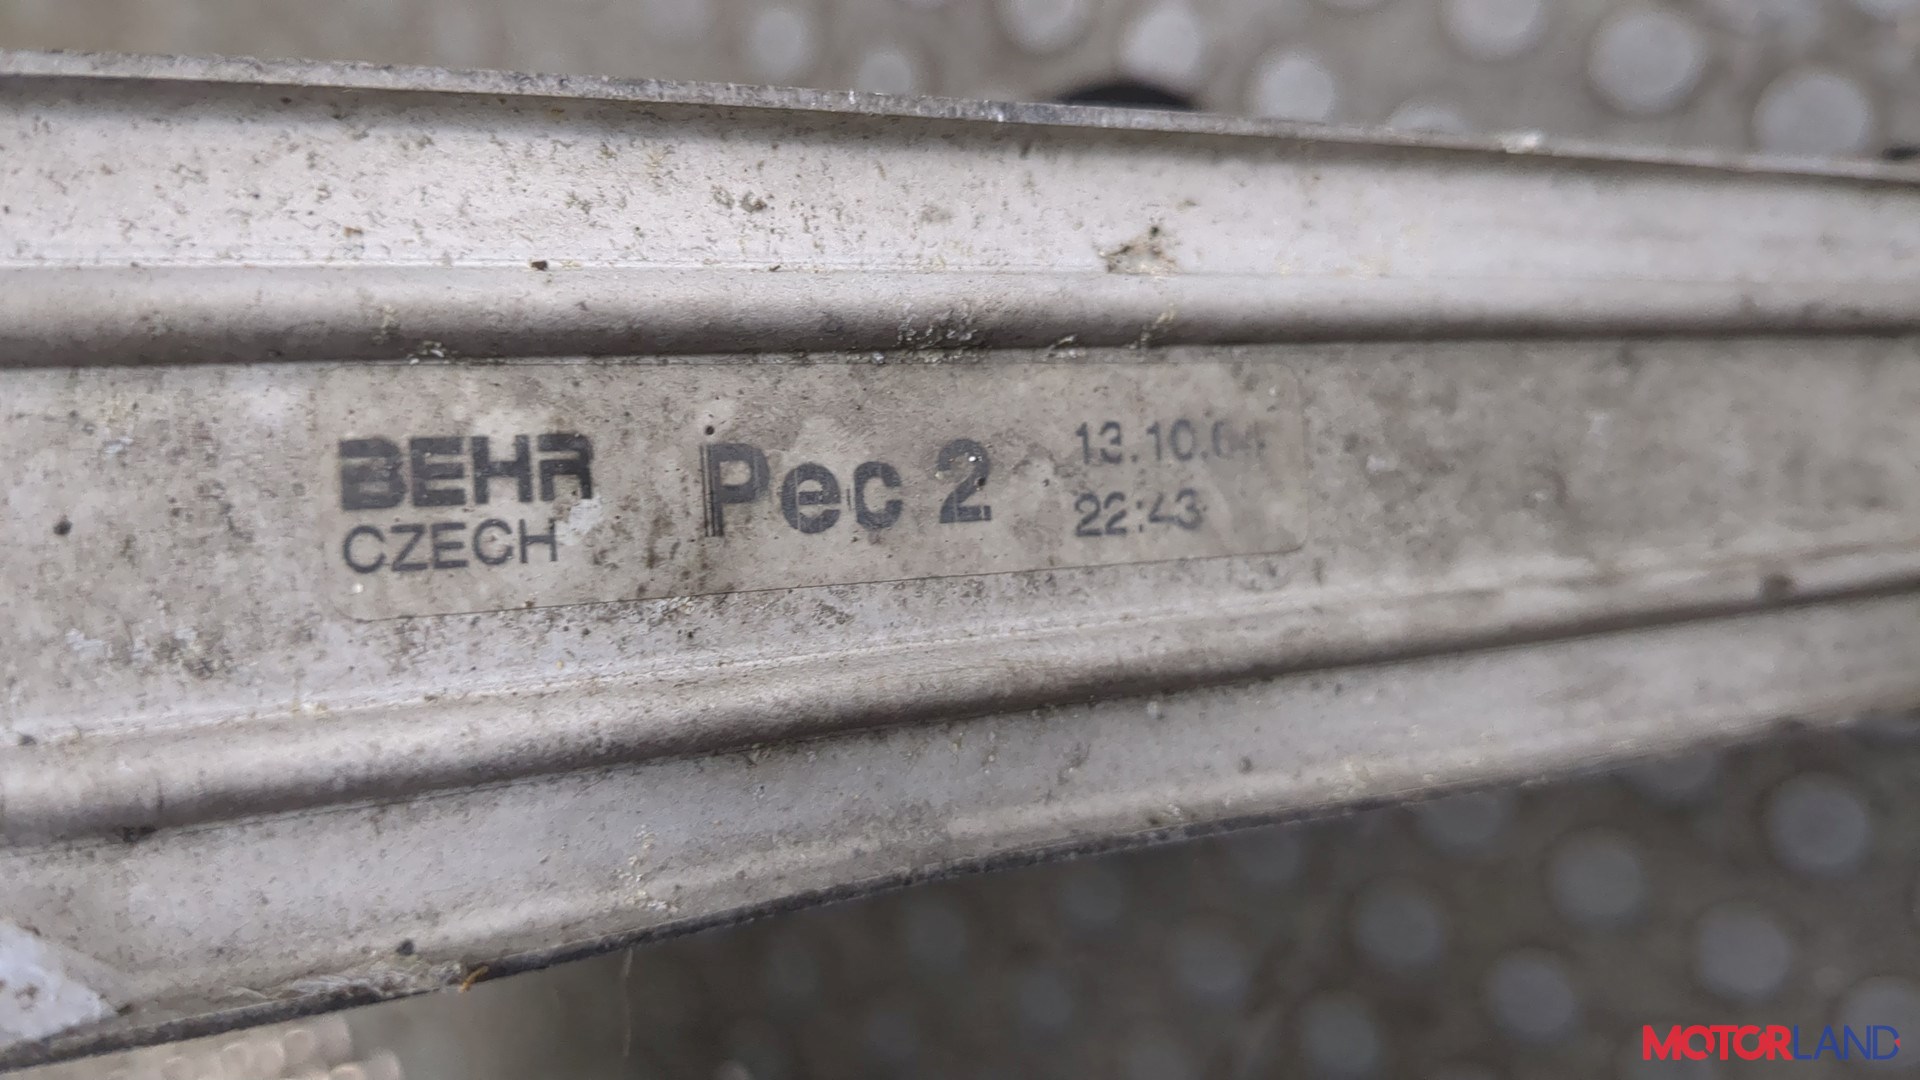 BEHR
CZECH
Pec 2
13.10.04
22:43
MOTORLAND